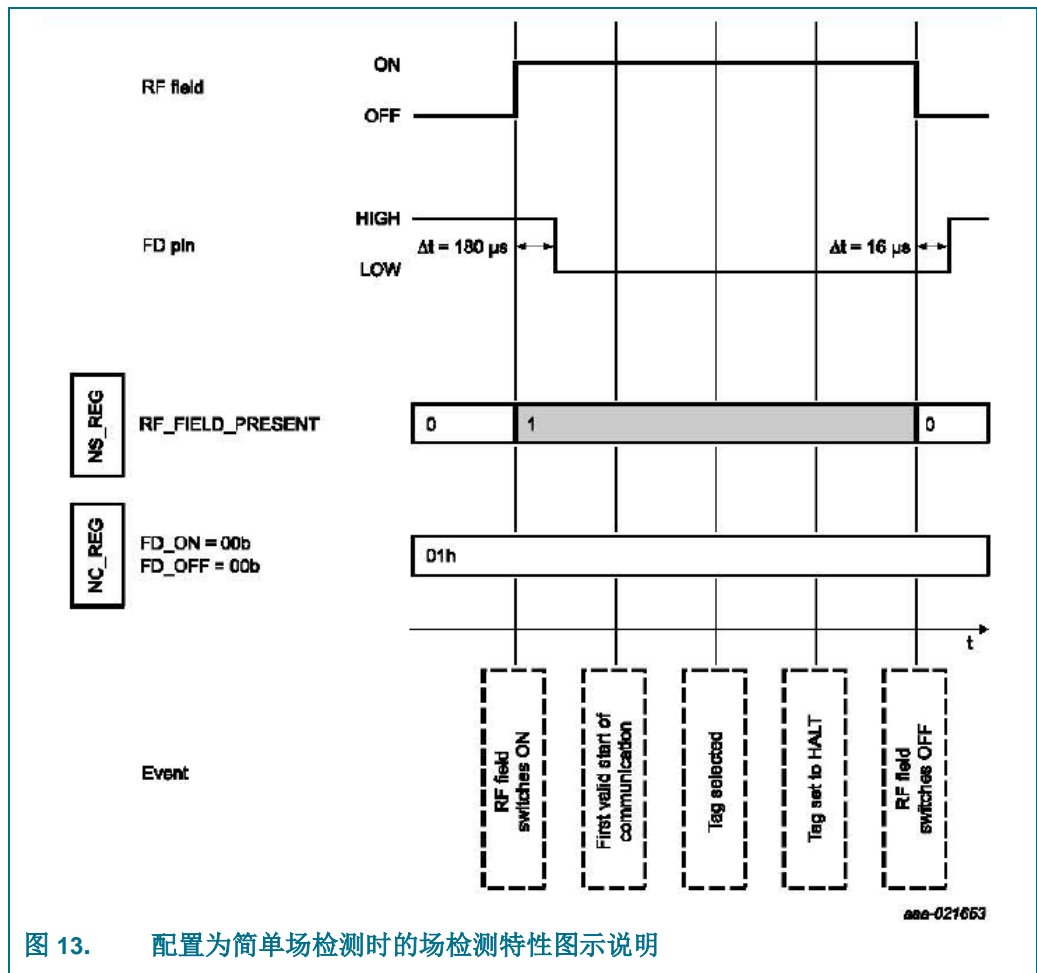 RF field
ON
OFF
FD pin
HIGH
LOW
Δt = 180 μs
Δt = 16 μs
NS_REG
RF_FIELD_PRESENT
0
1
0
NC_REG
FD_ON = 00b
FD_OFF = 00b
01h
t
Event
RF field
switches ON
First valid start of
communication
Tag selected
Tag set to HALT
RF field
switches OFF
aaa-021653
图 13. 配置为简单场检测时的场检测特性图示说明